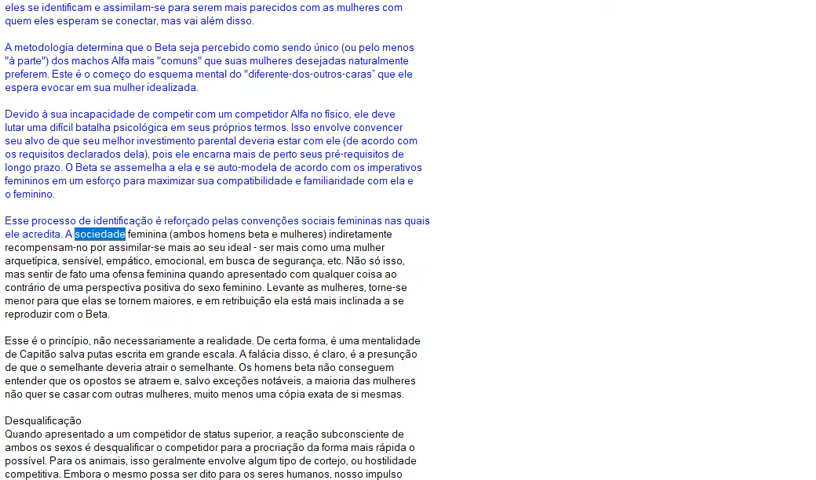 eles se identificam e assimilam-se para serem mais parecidos com as mulheres com
quem eles esperam se conectar, mas vai além disso.
A metodologia determina que o Beta seja percebido como sendo único (ou pelo menos
"à parte") dos machos Alfa mais "comuns" que suas mulheres desejadas naturalmente
preferem. Este é o começo do esquema mental do "diferente-dos-outros-caras" que ele
espera evocar em sua mulher idealizada.
Devido à sua incapacidade de competir com um competidor Alfa no físico, ele deve
lutar uma difícil batalha psicológica em seus próprios termos. Isso envolve convencer
seu alvo de que seu melhor investimento parental deveria estar com ele (de acordo com
os requisitos declarados dela), pois ele encarna mais de perto seus pré-requisitos de
longo prazo. O Beta se assemelha a ela e se auto-modela de acordo com os imperativos
femininos em um esforço para maximizar sua compatibilidade e familiaridade com ela e
o feminino.
Esse processo de identificação é reforçado pelas convenções sociais femininas nas quais
ele acredita. A sociedade feminina (ambos homens beta e mulheres) indiretamente
recompensam-no por assimilar-se mais ao seu ideal - ser mais como uma mulher
arquetípica, sensível, empático, emocional, em busca de segurança, etc. Não só isso,
mas sentir de fato uma ofensa feminina quando apresentado com qualquer coisa ao
contrário de uma perspectiva positiva do sexo feminino. Levante as mulheres, torne-se
menor para que elas se tornem maiores, e em retribuição ela está mais inclinada a se
reproduzir com o Beta.
Esse é o princípio, não necessariamente a realidade. De certa forma, é uma mentalidade
de Capitão salva putas escrita em grande escala. A falácia disso, é claro, é a presunção
de que o semelhante deveria atrair o semelhante. Os homens beta não conseguem
entender que os opostos se atraem e, salvo exceções notáveis, a maioria das mulheres
não quer se casar com outras mulheres, muito menos uma cópia exata de si mesmas.
Desqualificação
Quando apresentado a um competidor de status superior, a reação subconsciente de
ambos os sexos é desqualificar o competidor para a procriação da forma mais rápida o
possível. Para os animais, isso geralmente envolve algum tipo de cortejo, ou hostilidade
competitiva. Embora o mesmo possa ser dito para os seres humanos, nosso impulso